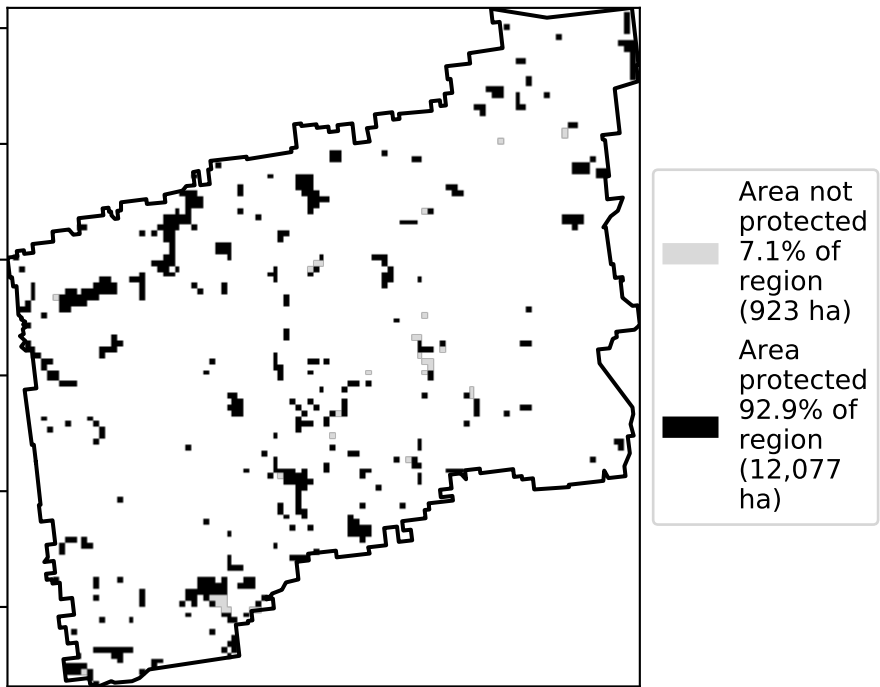 Area not
protected
7.1% of
region
(923 ha)
Area
protected
92.9% of
region
(12,077
ha)